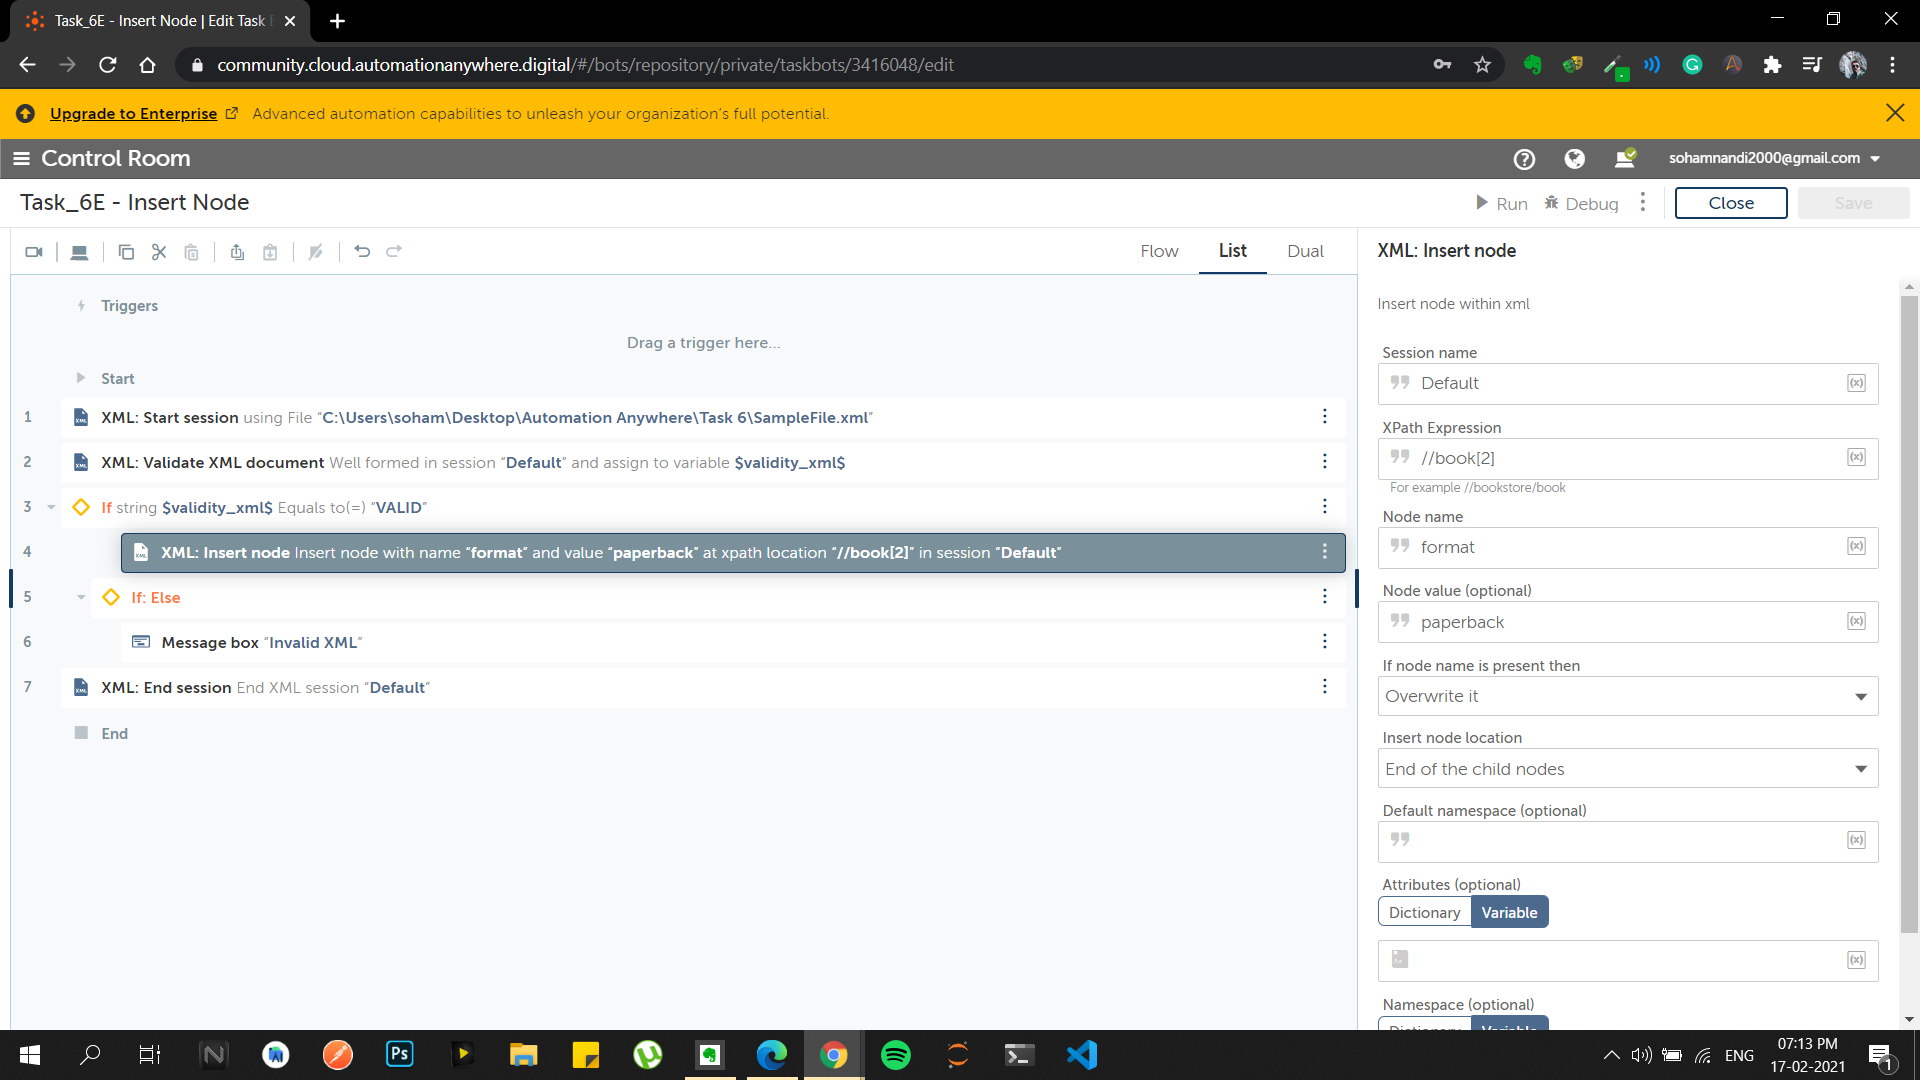 Task_6E - Insert Node | Edit Task
community.cloud.automationanywhere.digital/#/bots/repository/private/taskbots/3416048/edit
Upgrade to Enterprise Advanced automation capabilities to unleash your organization's full potential.
Control Room
sohamnandi2000@gmail.com
Task_6E - Insert Node
Run
Debug
Close
Save
Flow
List
Dual
Triggers
Drag a trigger here...
Start
1 XML: Start session using File “C:\Users\soham\Desktop\Automation Anywhere\Task 6\SampleFile.xml”
2 XML: Validate XML document Well formed in session “Default” and assign to variable $validity_xml$
3 If string $validity_xml$ Equals to(=) “VALID”
4 XML: Insert node Insert node with name “format” and value “paperback” at xpath location “//book[2]” in session “Default”
5 If: Else
6 Message box “Invalid XML”
7 XML: End session End XML session “Default”
End
XML: Insert node
Insert node within xml
Session name
Default
(x)
XPath Expression
//book[2]
(x)
For example //bookstore/book
Node name
format
(x)
Node value (optional)
paperback
(x)
If node name is present then
Overwrite it
Insert node location
End of the child nodes
Default namespace (optional)
(x)
Attributes (optional)
Dictionary
Variable
(x)
Namespace (optional)
Dictionary
Variable
Ps
ENG
07:13 PM
17-02-2021
1